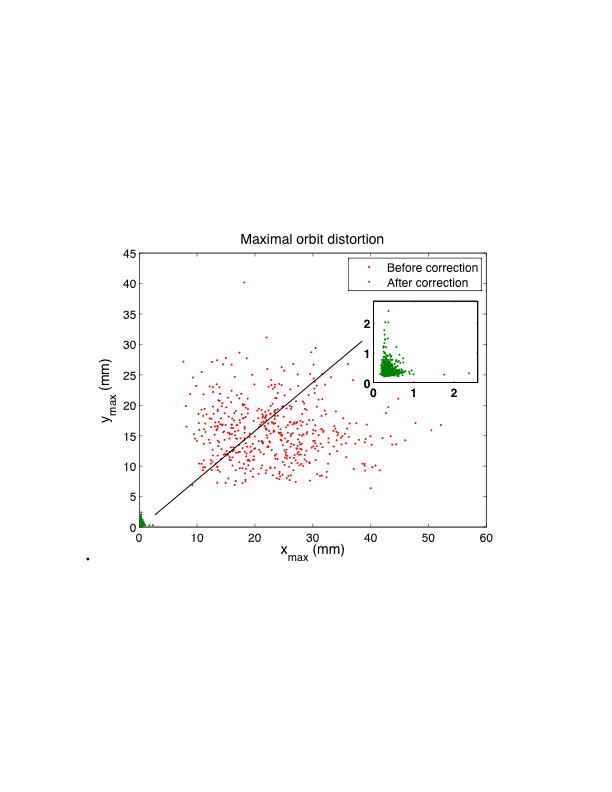 Maximal orbit distortion
45
40
35
30
25
20
15
10
5
0
y_max (mm)
Before correction
After correction
2
1
0
0 1 2
0 10 20 30 40 50 60
x_max (mm)